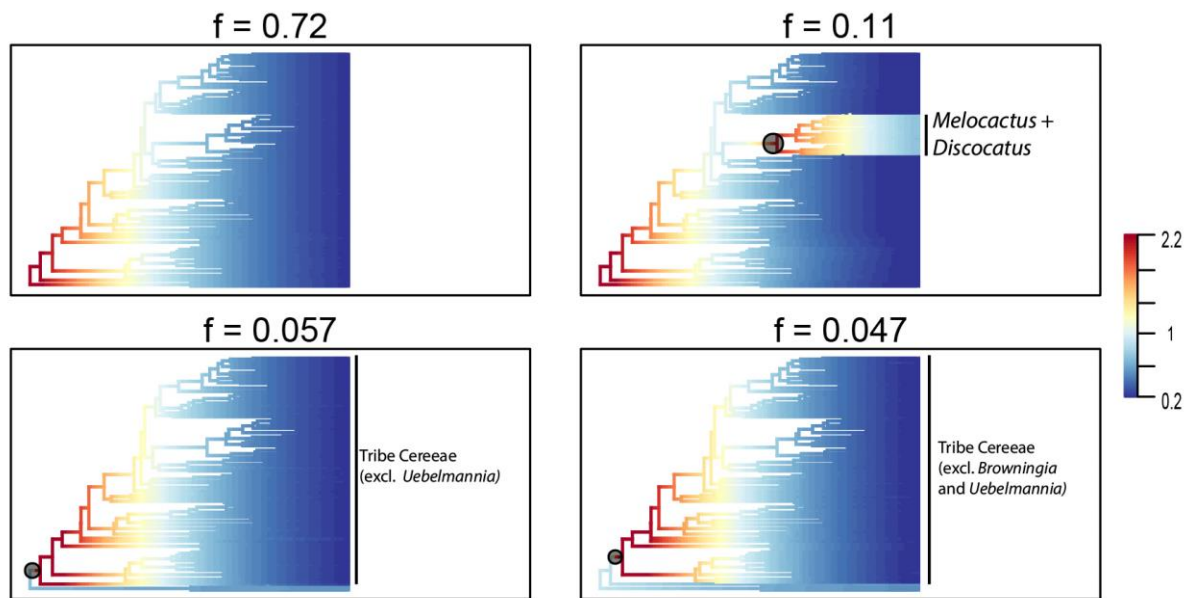 f = 0.72
f = 0.11
Melocactus +
Discocatus
2.2
1
0.2
f = 0.057
f = 0.047
Tribe Cereeae
(excl. Uebelmannia)
Tribe Cereeae
(excl. Browningia
and Uebelmannia)